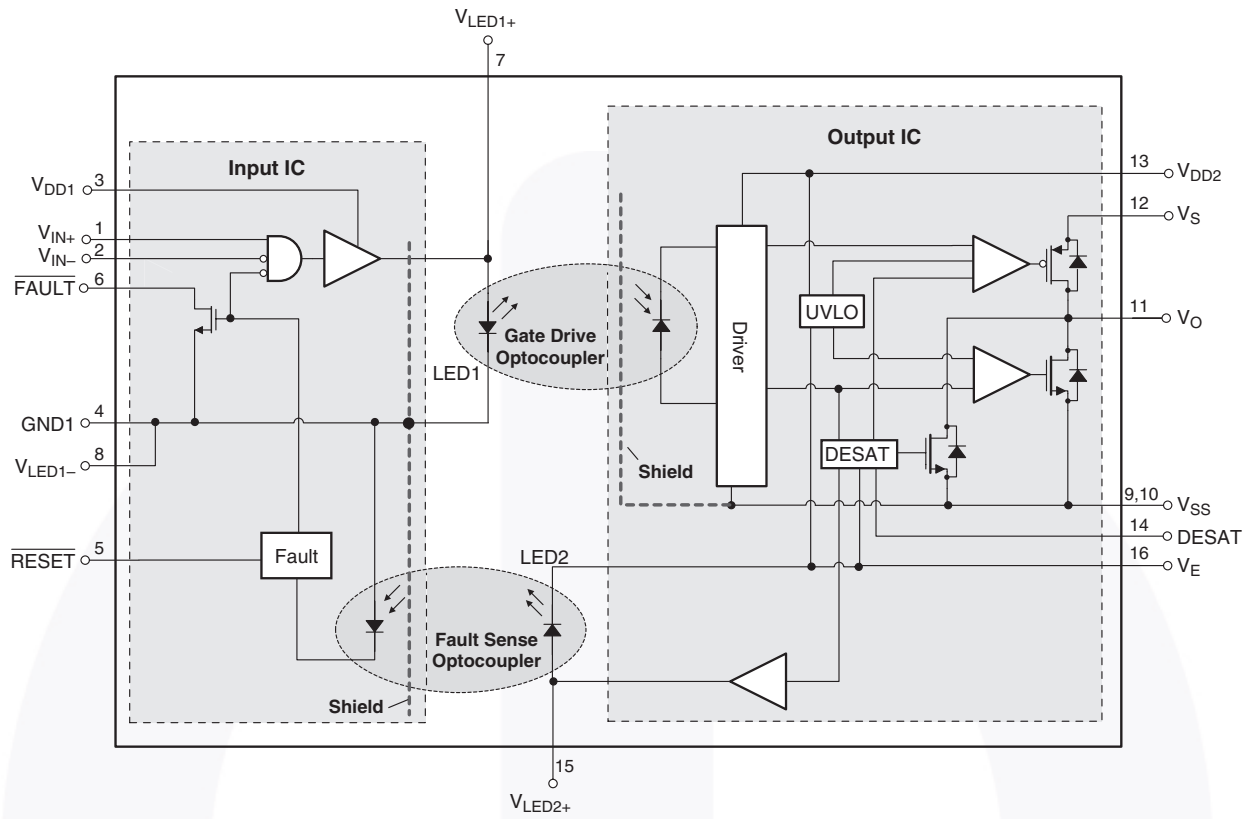 VLED1+
7
Input IC
Output IC
VDD1 3
13 VDD2
12 VS
VIN+ 1
VIN− 2
FAULT 6
UVLO
11 VO
Driver
Gate Drive
Optocoupler
LED1
GND1 4
VLED1− 8
DESAT
Shield
9,10 VSS
14 DESAT
RESET 5
Fault
LED2
16 VE
Fault Sense
Optocoupler
Shield
15
VLED2+